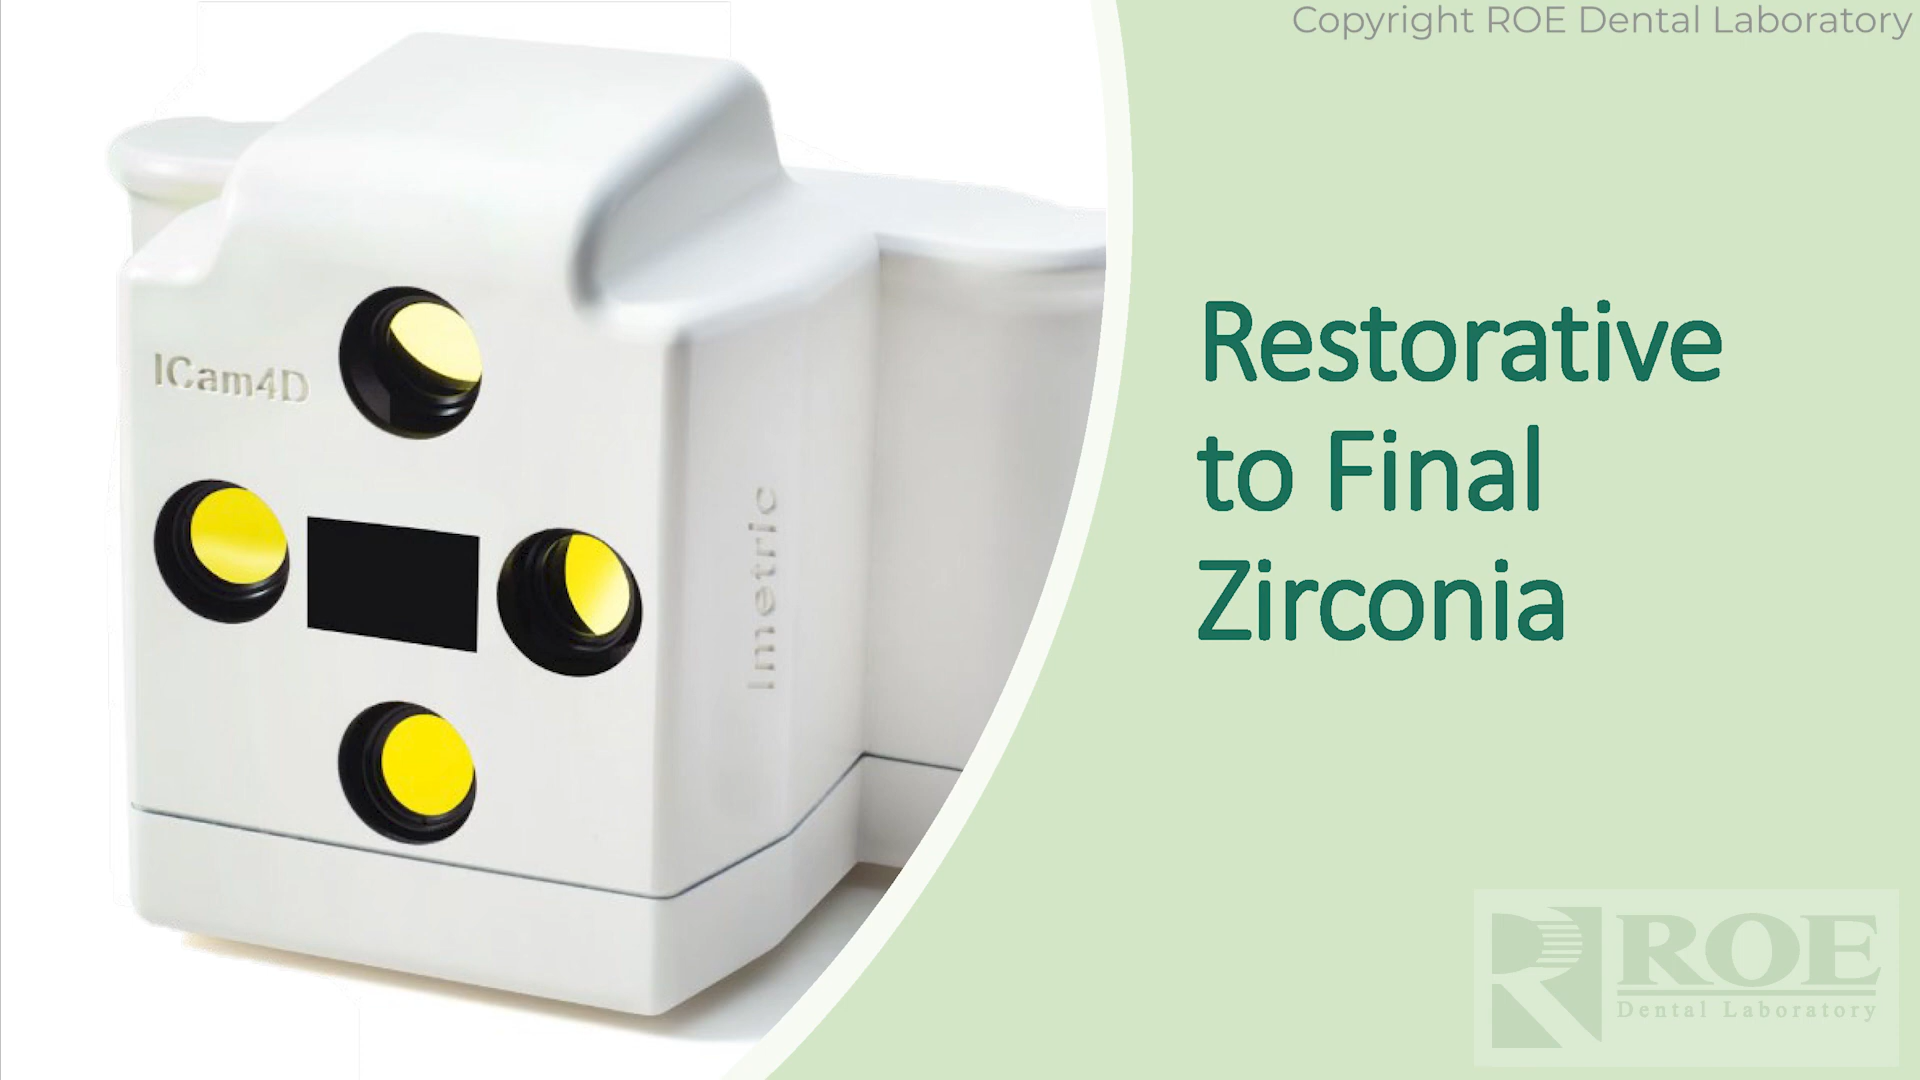 Copyright ROE Dental Laboratory
ICam4D
Imetric
Restorative
to Final
Zirconia
ROE
Dental Laboratory